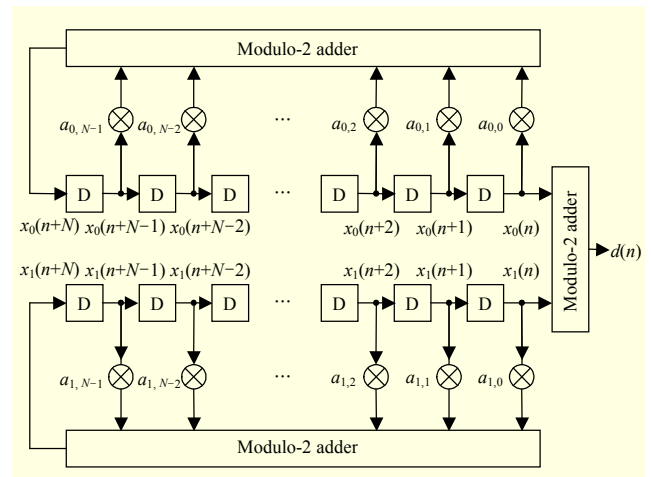 Modulo-2 adder
a0, N−1 a0, N−2 ... a0,2 a0,1 a0,0
D D D ... D D D
x0(n+N) x0(n+N−1) x0(n+N−2) x0(n+2) x0(n+1) x0(n)
Modulo-2 adder
d(n)
x1(n+N) x1(n+N−1) x1(n+N−2) x1(n+2) x1(n+1) x1(n)
D D D ... D D D
a1, N−1 a1, N−2 ... a1,2 a1,1 a1,0
Modulo-2 adder